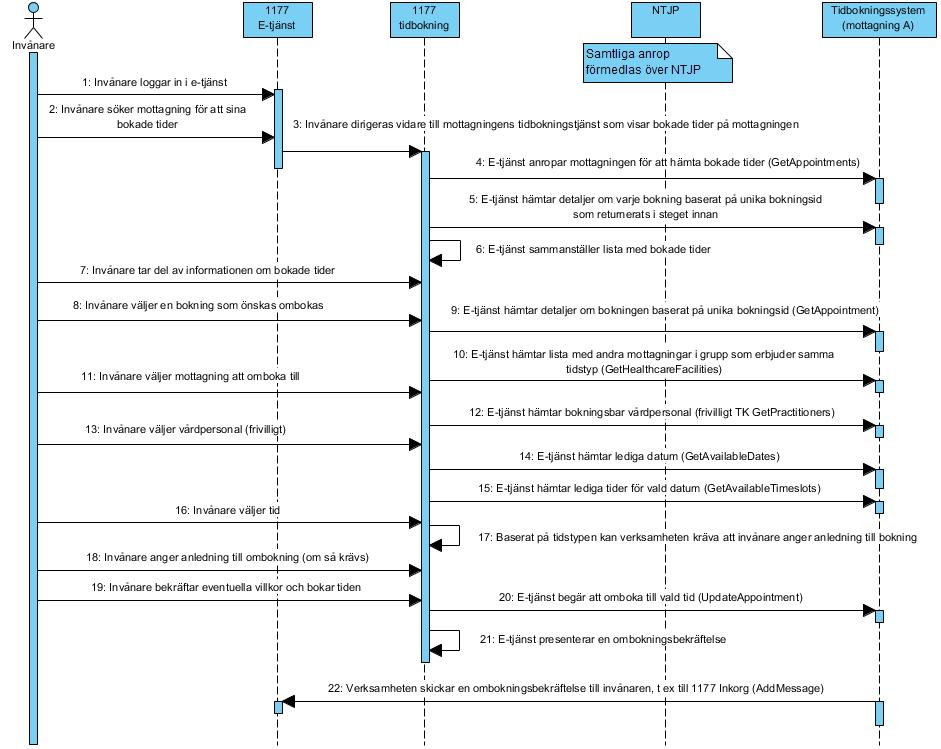 1177
E-tjänst
1177
tidbokning
NTJP
Tidbokningssystem
(mottagning A)
Invånare
Samtliga anrop
förmedlas över NTJP
1: Invånare loggar in i e-tjänst
2: Invånare söker mottagning för att sina
bokade tider
3: Invånare dirigeras vidare till mottagningens tidbokningstjänst som visar bokade tider på mottagningen
4: E-tjänst anropar mottagningen för att hämta bokade tider (GetAppointments)
5: E-tjänst hämtar detaljer om varje bokning baserat på unika bokningsid
som returnerats i steget innan
6: E-tjänst sammanställer lista med bokade tider
7: Invånare tar del av informationen om bokade tider
8: Invånare väljer en bokning som önskas ombokas
9: E-tjänst hämtar detaljer om bokningen baserat på unika bokningsid (GetAppointment)
10: E-tjänst hämtar lista med andra mottagningar i grupp som erbjuder samma
tidstyp (GetHealthcareFacilities)
11: Invånare väljer mottagning att omboka till
12: E-tjänst hämtar bokningsbar vårdpersonal (frivilligt TK GetPractitioners)
13: Invånare väljer vårdpersonal (frivilligt)
14: E-tjänst hämtar lediga datum (GetAvailableDates)
15: E-tjänst hämtar lediga tider för vald datum (GetAvailableTimeslots)
16: Invånare väljer tid
17: Baserat på tidstypen kan verksamheten kräva att invånare anger anledning till bokning
18: Invånare anger anledning till ombokning (om så krävs)
19: Invånare bekräftar eventuella villkor och bokar tiden
20: E-tjänst begär att omboka till vald tid (UpdateAppointment)
21: E-tjänst presenterar en ombokningsbekräftelse
22: Verksamheten skickar en ombokningsbekräftelse till invånaren, t ex till 1177 Inkorg (AddMessage)